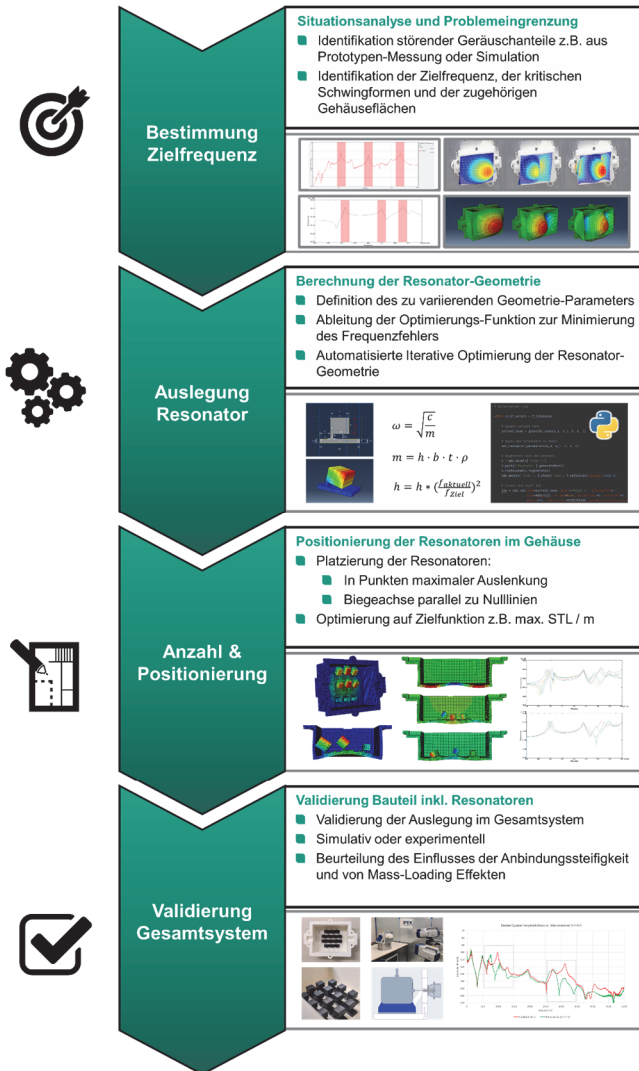 Situationsanalyse und Problemeingrenzung
Identifikation störender Geräuschanteile z.B. aus
Prototypen-Messung oder Simulation
Identifikation der Zielfrequenz, der kritischen
Schwingformen und der zugehörigen
Gehäuseflächen
Bestimmung
Zielfrequenz
Berechnung der Resonator-Geometrie
Definition des zu variierenden Geometrie-Parameters
Ableitung der Optimierungs-Funktion zur Minimierung
des Frequenzfehlers
Automatisierte Iterative Optimierung der Resonator-
Geometrie
Auslegung
Resonator
ω = √(c/m)
m = h · b · t · ρ
h = h * (f_aktuell/f_Ziel)²
Positionierung der Resonatoren im Gehäuse
Platzierung der Resonatoren:
In Punkten maximaler Auslenkung
Biegeachse parallel zu Nulllinien
Optimierung auf Zielfunktion z.B. max. STL / m
Anzahl &
Positionierung
Validierung Bauteil inkl. Resonatoren
Validierung der Auslegung im Gesamtsystem
Simulativ oder experimentell
Beurteilung des Einflusses der Anbindungssteifigkeit
und von Mass-Loading Effekten
Validierung
Gesamtsystem
IPEK